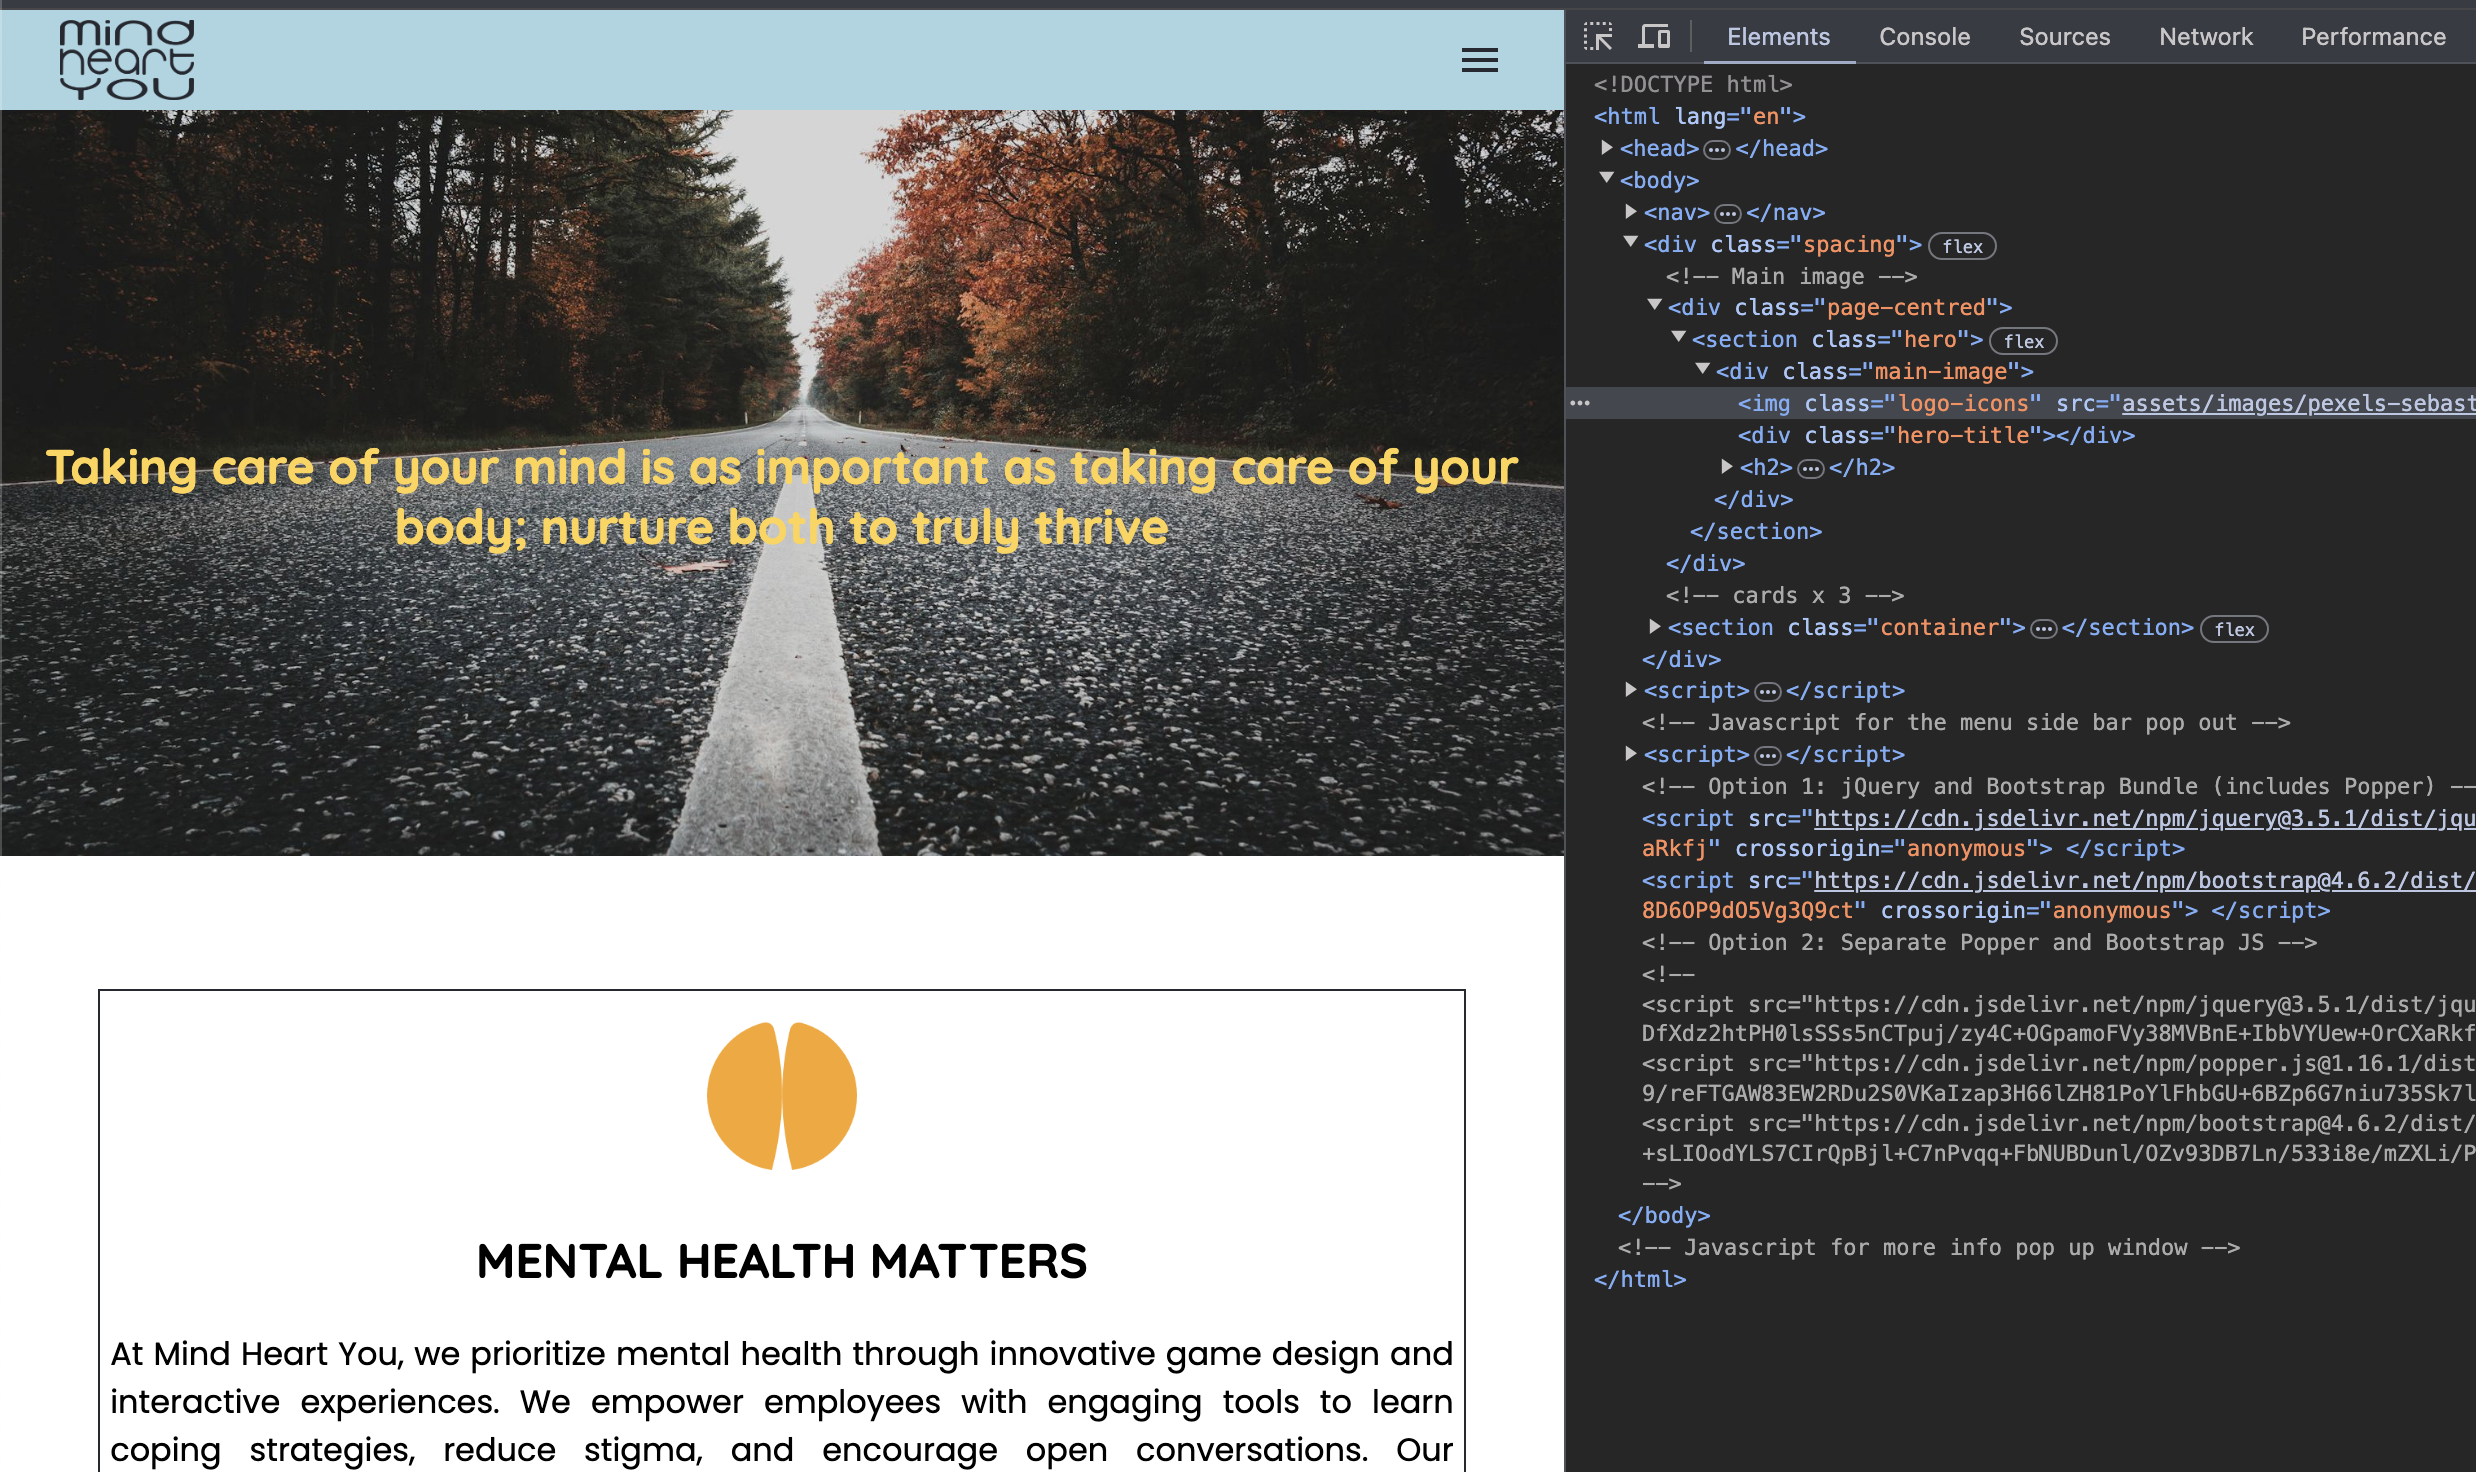 mind
heart
you
Taking care of your mind is as important as taking care of your
body; nurture both to truly thrive
MENTAL HEALTH MATTERS
At Mind Heart You, we prioritize mental health through innovative game design and
interactive experiences. We empower employees with engaging tools to learn
coping strategies, reduce stigma, and encourage open conversations. Our
Elements Console Sources Network Performance
<!DOCTYPE html>
<html lang="en">
<head>…</head>
<body>
<nav>…</nav>
<div class="spacing"> flex
<!-- Main image -->
<div class="page-centred">
<section class="hero"> flex
<div class="main-image">
<img class="logo-icons" src="assets/images/pexels-sebast
<div class="hero-title"></div>
<h2>…</h2>
</div>
</section>
</div>
<!-- cards x 3 -->
<section class="container">…</section> flex
</div>
<script>…</script>
<!-- Javascript for the menu side bar pop out -->
<script>…</script>
<!-- Option 1: jQuery and Bootstrap Bundle (includes Popper) --
<script src="https://cdn.jsdelivr.net/npm/jquery@3.5.1/dist/jqu
aRkfj" crossorigin="anonymous"> </script>
<script src="https://cdn.jsdelivr.net/npm/bootstrap@4.6.2/dist/
8D6OP9dO5Vg3Q9ct" crossorigin="anonymous"> </script>
<!-- Option 2: Separate Popper and Bootstrap JS -->
<!--
<script src="https://cdn.jsdelivr.net/npm/jquery@3.5.1/dist/jqu
DfXdz2htPH0lsSSs5nCTpuj/zy4C+OGpamoFVy38MVBnE+IbbVYUew+OrCXaRkf
<script src="https://cdn.jsdelivr.net/npm/popper.js@1.16.1/dist
9/reFTGAW83EW2RDu2S0VKaIzap3H66lZH81PoYlFhbGU+6BZp6G7niu735Sk7l
<script src="https://cdn.jsdelivr.net/npm/bootstrap@4.6.2/dist/
+sLIOodYLS7CIrQpBjl+C7nPvqq+FbNUBDunl/OZv93DB7Ln/533i8e/mZXLi/P
-->
</body>
<!-- Javascript for more info pop up window -->
</html>